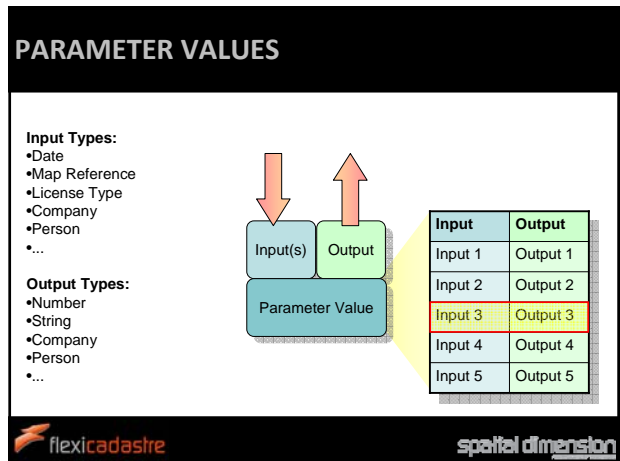 PARAMETER VALUES
Input Types:
•Date
•Map Reference
•License Type
•Company
•Person
•...
Output Types:
•Number
•String
•Company
•Person
•...
Input(s) Output
Parameter Value
Input Output
Input 1 Output 1
Input 2 Output 2
Input 3 Output 3
Input 4 Output 4
Input 5 Output 5
flexicadastre
spatial dimension